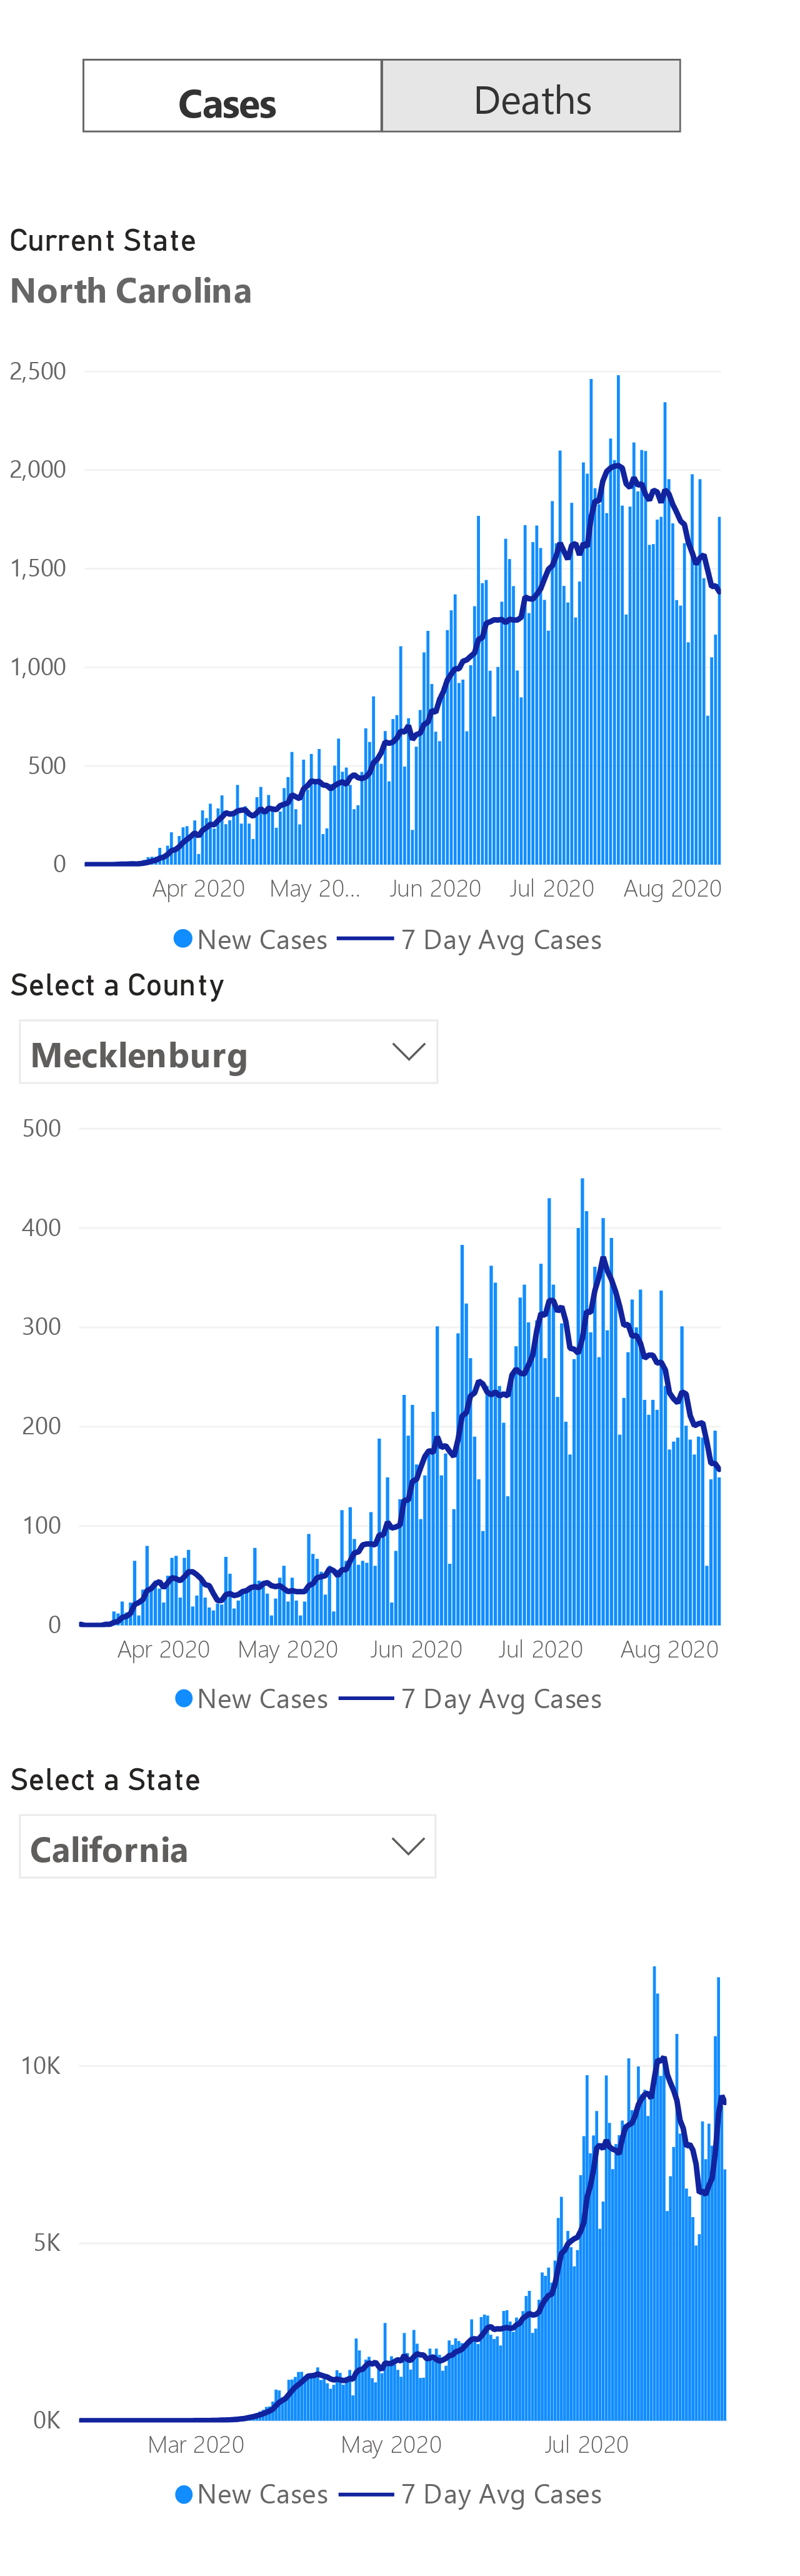 Cases Deaths
Current State
North Carolina
2,500
2,000
1,500
1,000
500
0
Apr 2020 May 20... Jun 2020 Jul 2020 Aug 2020
New Cases 7 Day Avg Cases
Select a County
Mecklenburg
500
400
300
200
100
0
Apr 2020 May 2020 Jun 2020 Jul 2020 Aug 2020
New Cases 7 Day Avg Cases
Select a State
California
10K
5K
0K
Mar 2020 May 2020 Jul 2020
New Cases 7 Day Avg Cases